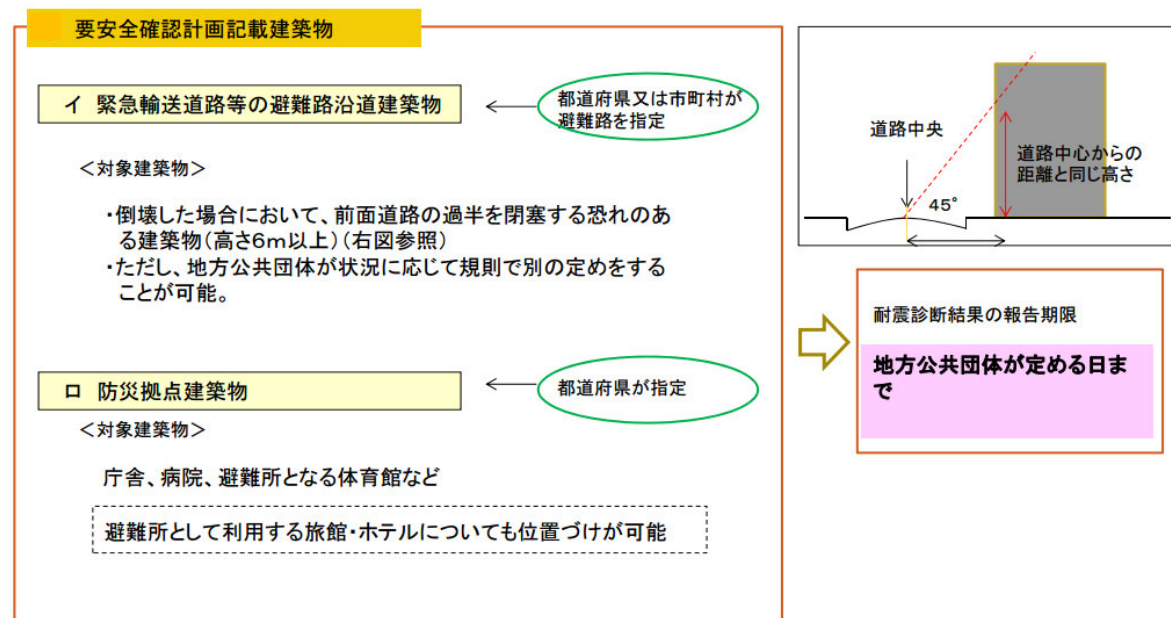 要安全確認計画記載建築物
イ 緊急輸送道路等の避難路沿道建築物
都道府県又は市町村が
避難路を指定
＜対象建築物＞
・倒壊した場合において、前面道路の過半を閉塞する恐れのあ
る建築物(高さ6m以上)(右図参照)
・ただし、地方公共団体が状況に応じて規則で別の定めをする
ことが可能。
ロ 防災拠点建築物
都道府県が指定
＜対象建築物＞
庁舎、病院、避難所となる体育館など
避難所として利用する旅館・ホテルについても位置づけが可能
道路中央
道路中心からの
距離と同じ高さ
45°
耐震診断結果の報告期限
地方公共団体が定める日ま
で